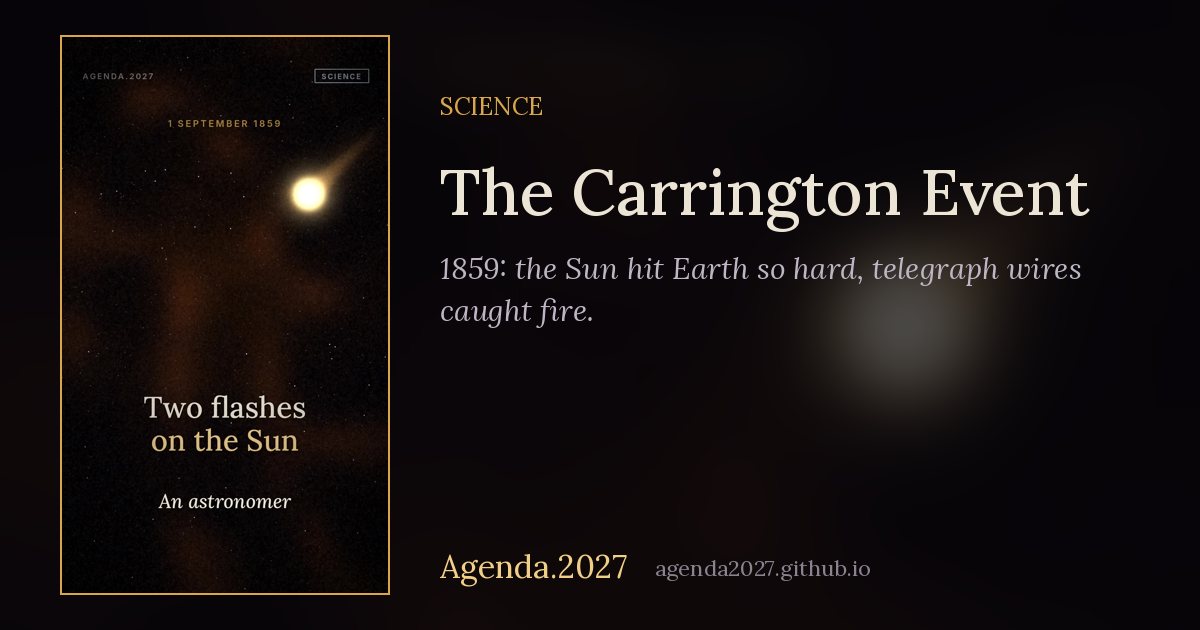 AGENDA.2027
SCIENCE
1 SEPTEMBER 1859
Two flashes
on the Sun
An astronomer
SCIENCE
The Carrington Event
1859: the Sun hit Earth so hard, telegraph wires
caught fire.
Agenda.2027
agenda2027.github.io